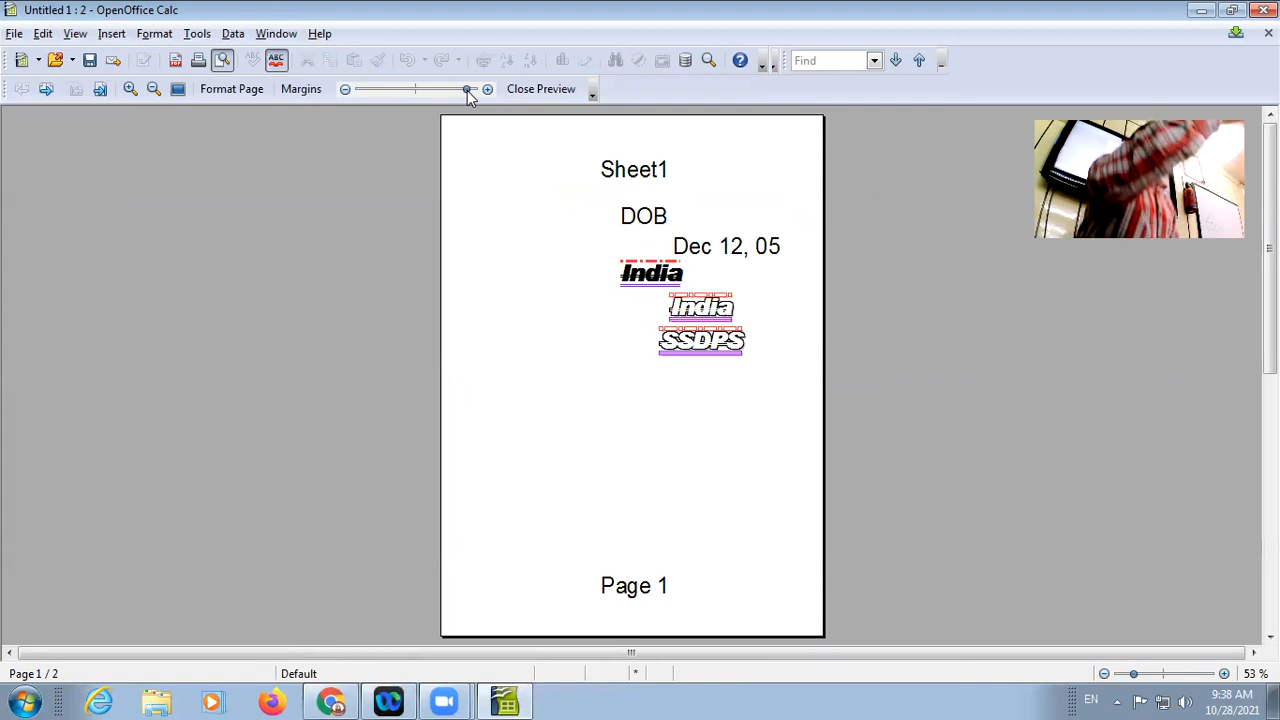 Untitled 1 : 2 - OpenOffice Calc
File Edit View Insert Format Tools Data Window Help
ABC ABC Find
Format Page Margins Close Preview
Sheet1
DOB
Dec 12, 05
India
India
SSDPS
Page 1
Page 1 / 2 Default * 53 %
EN 9:38 AM
10/28/2021